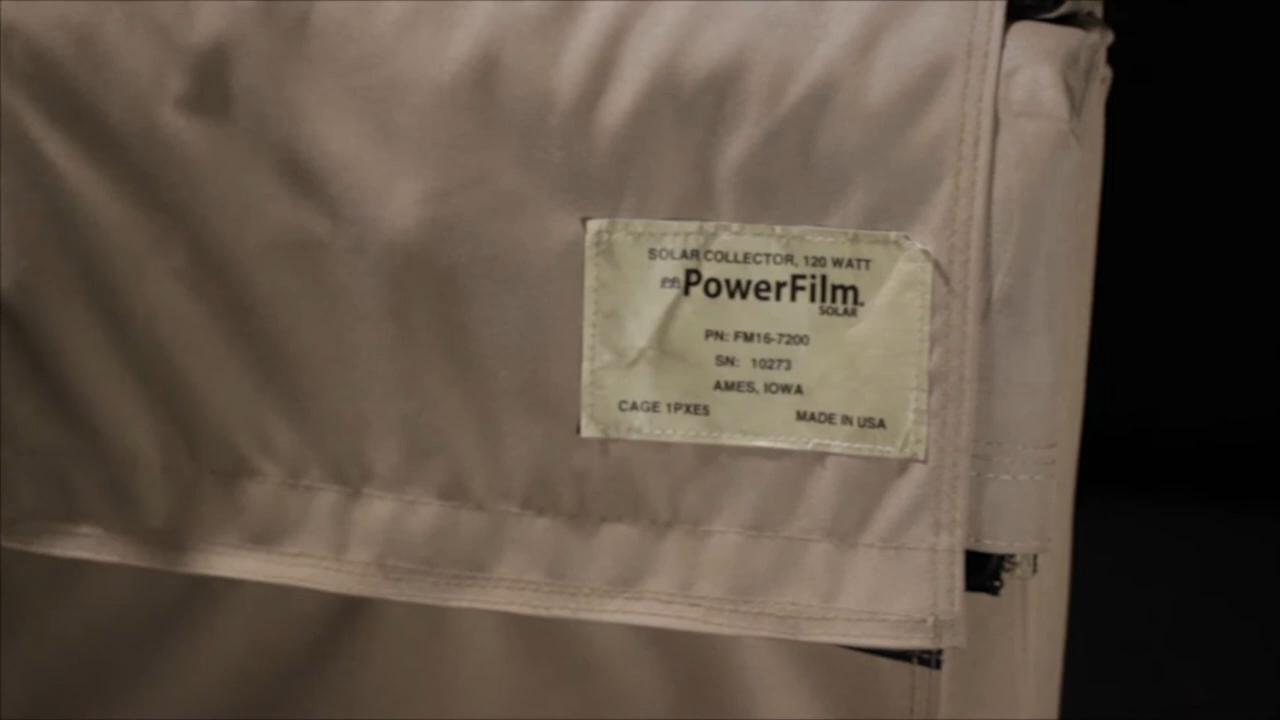 SOLAR COLLECTOR, 120 WATT
PowerFilm.
SOLAR
PN: FM16-7200
SN: 10273
AMES, IOWA
CAGE 1PXE5
MADE IN USA